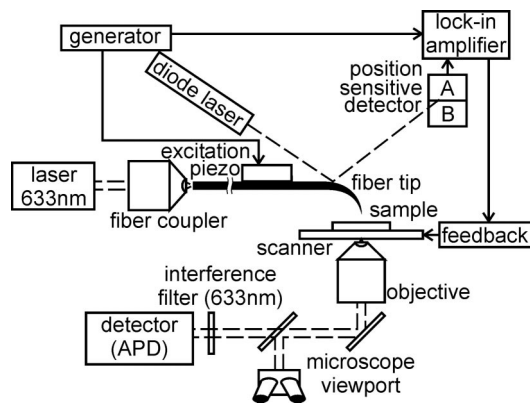 generator
lock-in
amplifier
diode laser
position
sensitive
detector
A
B
excitation
piezo
laser
633nm
fiber coupler
fiber tip
sample
scanner
feedback
interference
filter (633nm)
objective
detector
(APD)
microscope
viewport